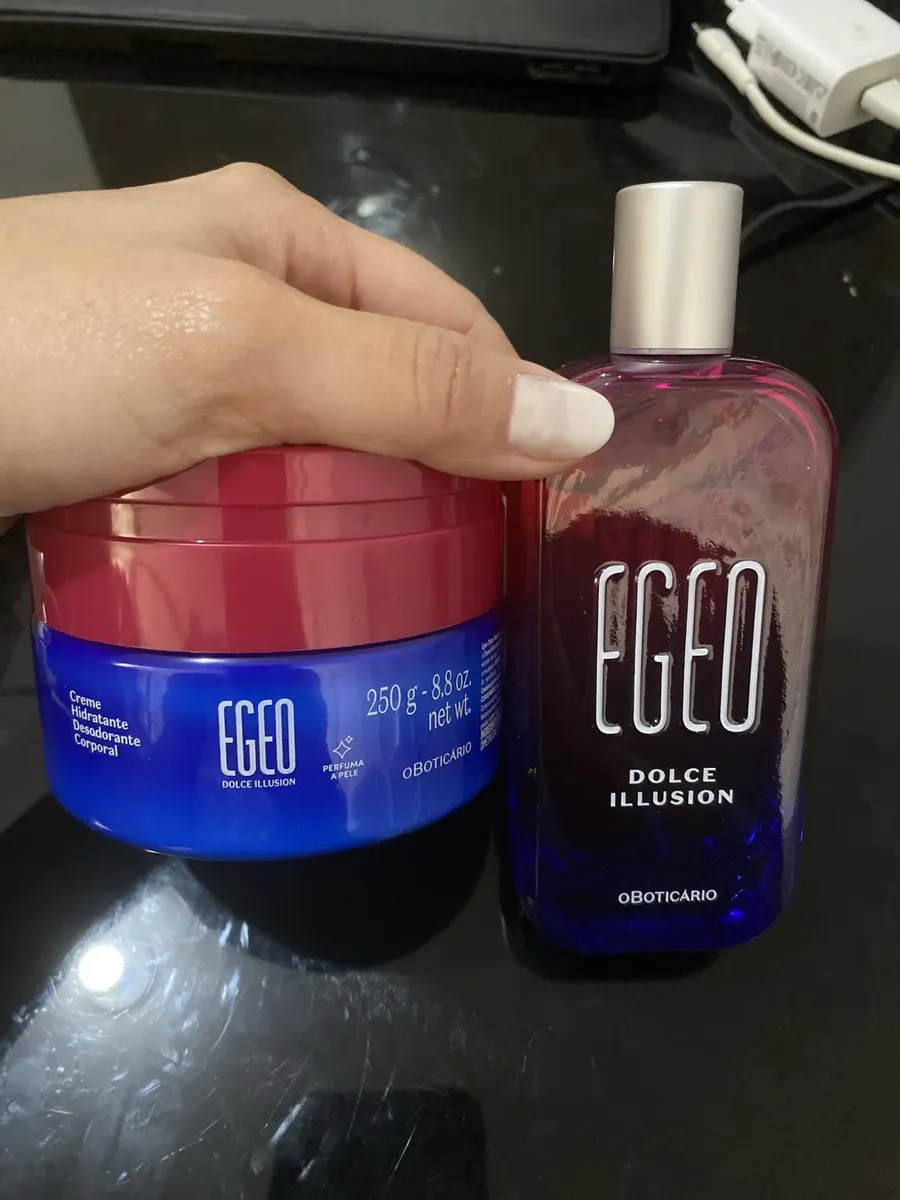 Creme
Hidratante
Desodorante
Corporal
EGEO
DOLCE ILLUSION
PERFUMA
A PELE
250 g - 8.8 oz.
net wt.
oBOTICÁRIO
EGEO
DOLCE
ILLUSION
oBOTICÁRIO